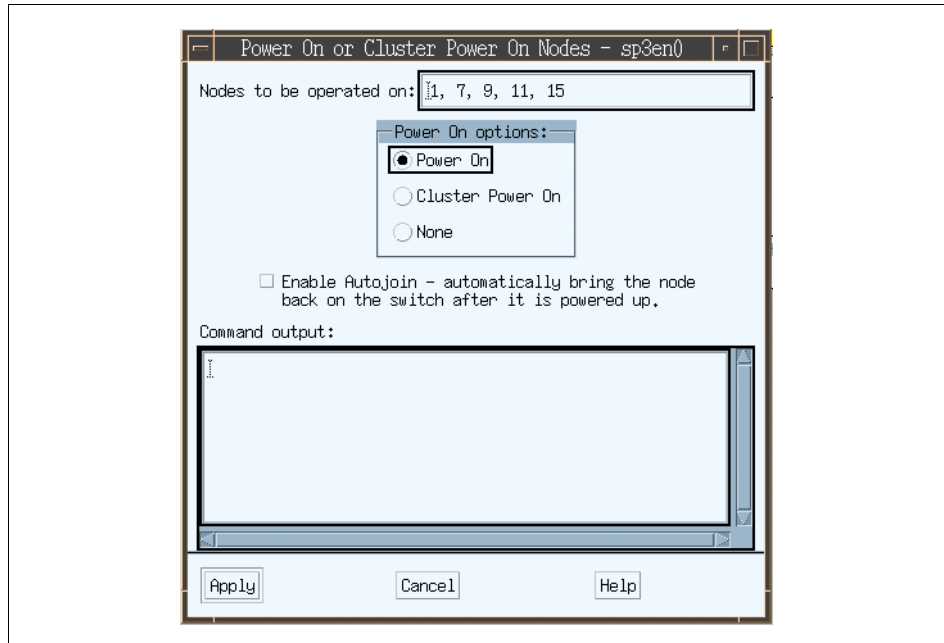 Power On or Cluster Power On Nodes - sp3en0
Nodes to be operated on: 1, 7, 9, 11, 15
Power On options:
Power On
Cluster Power On
None
Enable Autojoin - automatically bring the node
back on the switch after it is powered up.
Command output:
Apply Cancel Help